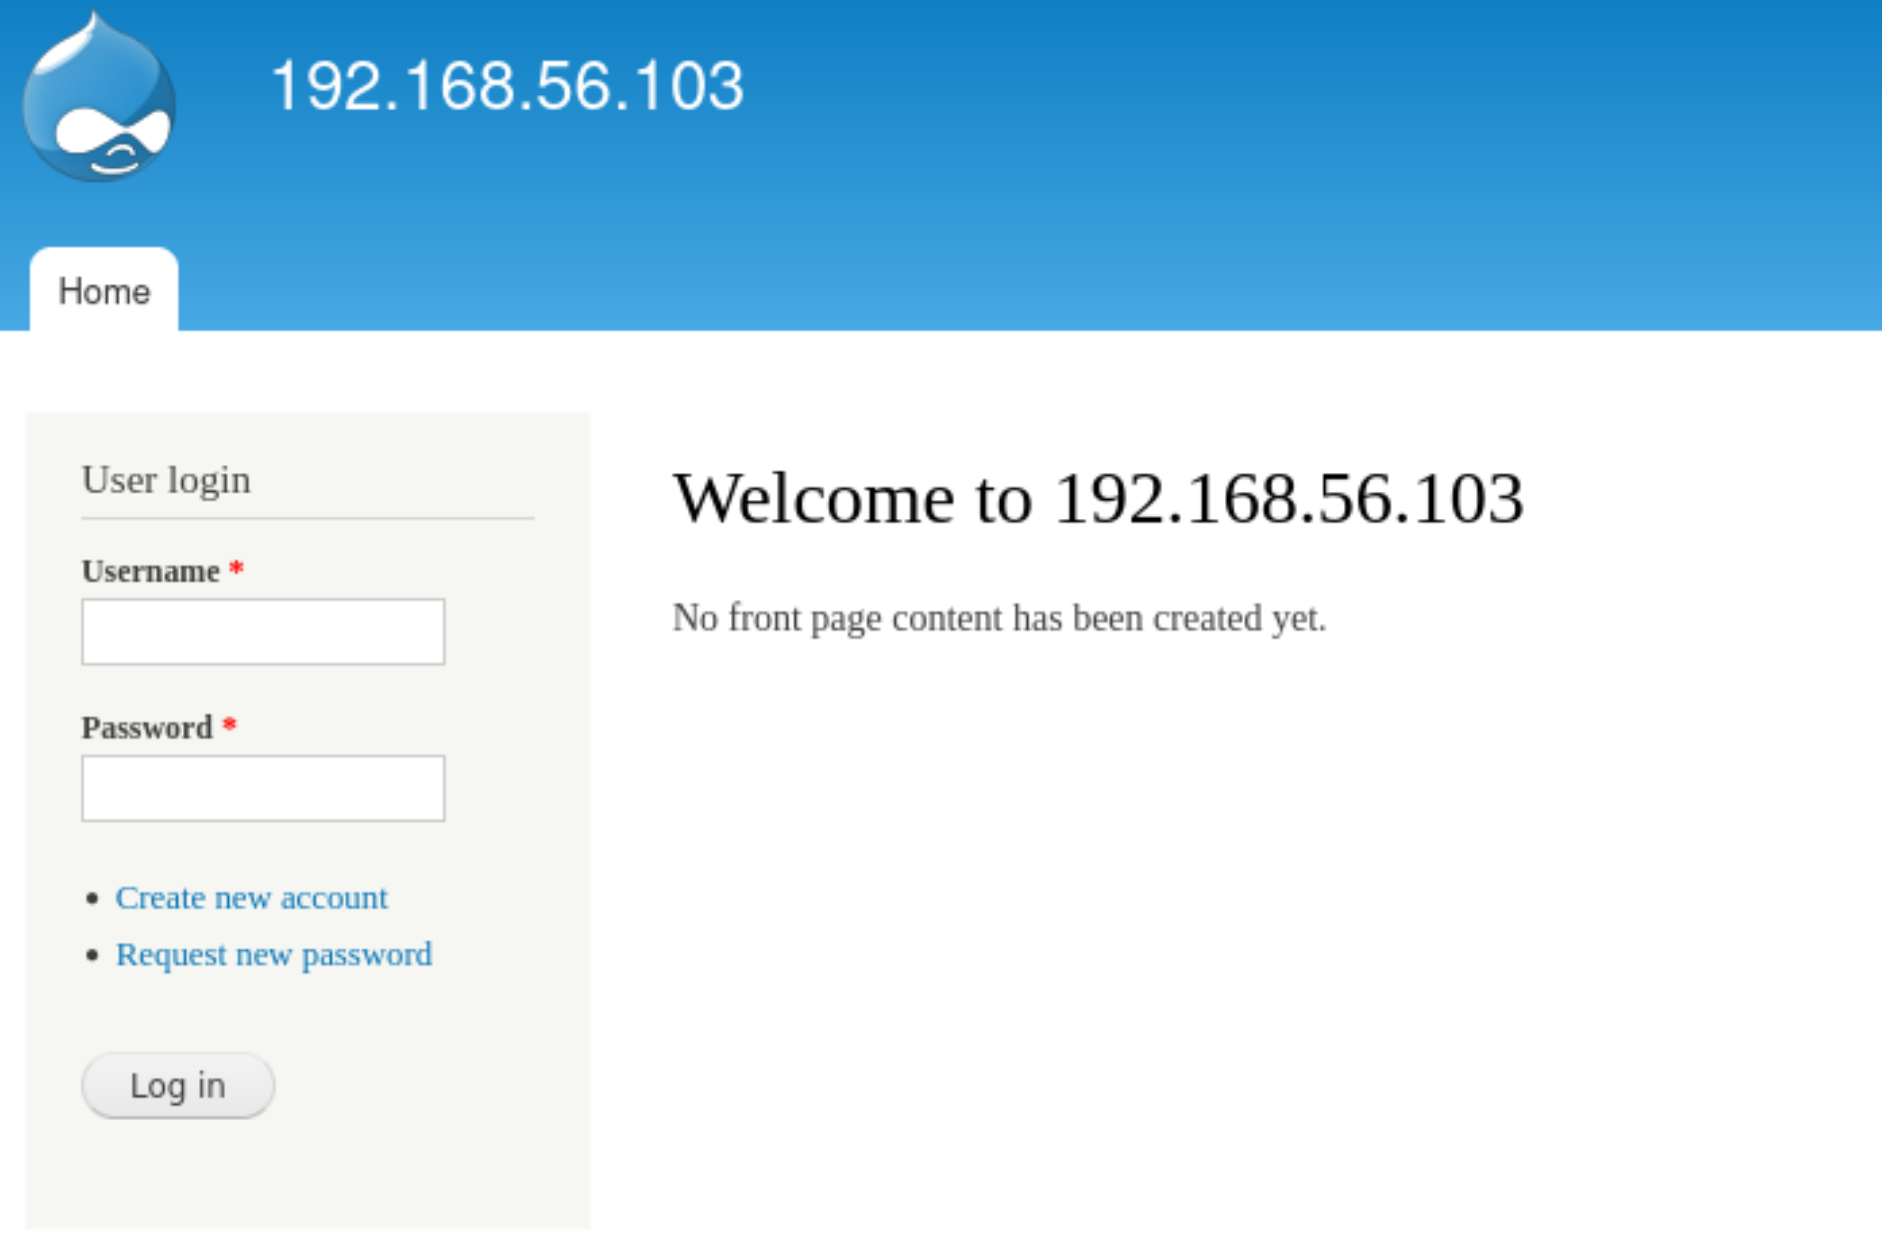 192.168.56.103
Home
User login
Username *
Password *
Create new account
Request new password
Log in
Welcome to 192.168.56.103
No front page content has been created yet.